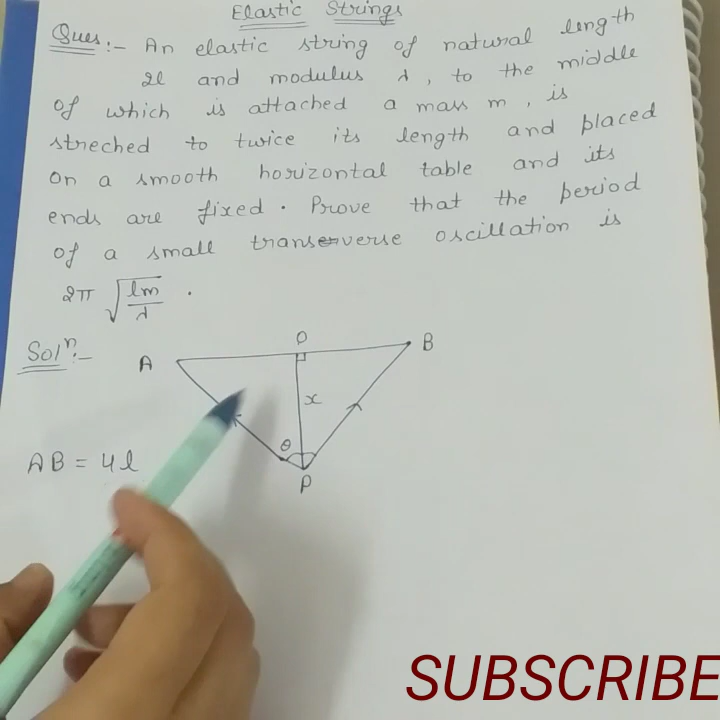 Elastic Strings
Ques:- An elastic string of natural length
2l and modulus λ, to the middle
of which is attached a mass m, is
streched to twice its length and placed
on a smooth horizontal table and its
ends are fixed. Prove that the period
of a small transverse oscillation is
2π √(lm/λ) .
Solⁿ:-
A O B
x
θ
P
AB = 4l
SUBSCRIBE